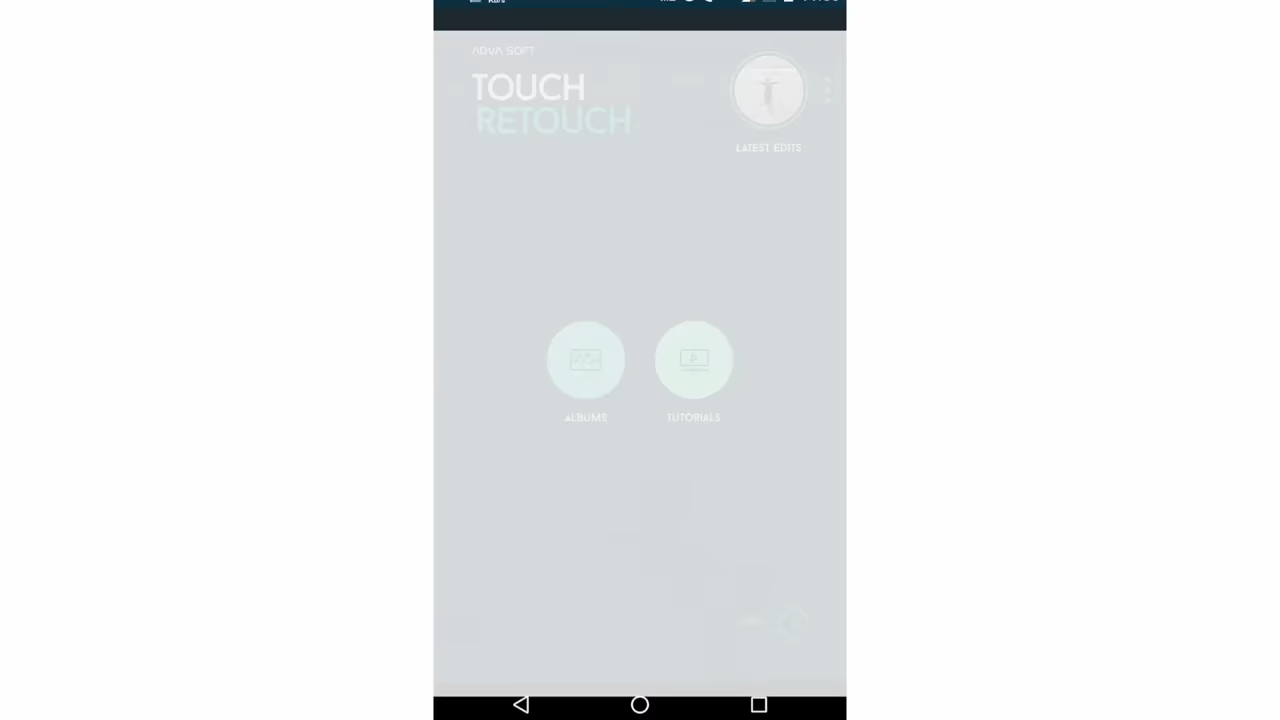 ADVA SOFT
TOUCH
RETOUCH
LATEST EDITS
ALBUMS
TUTORIALS